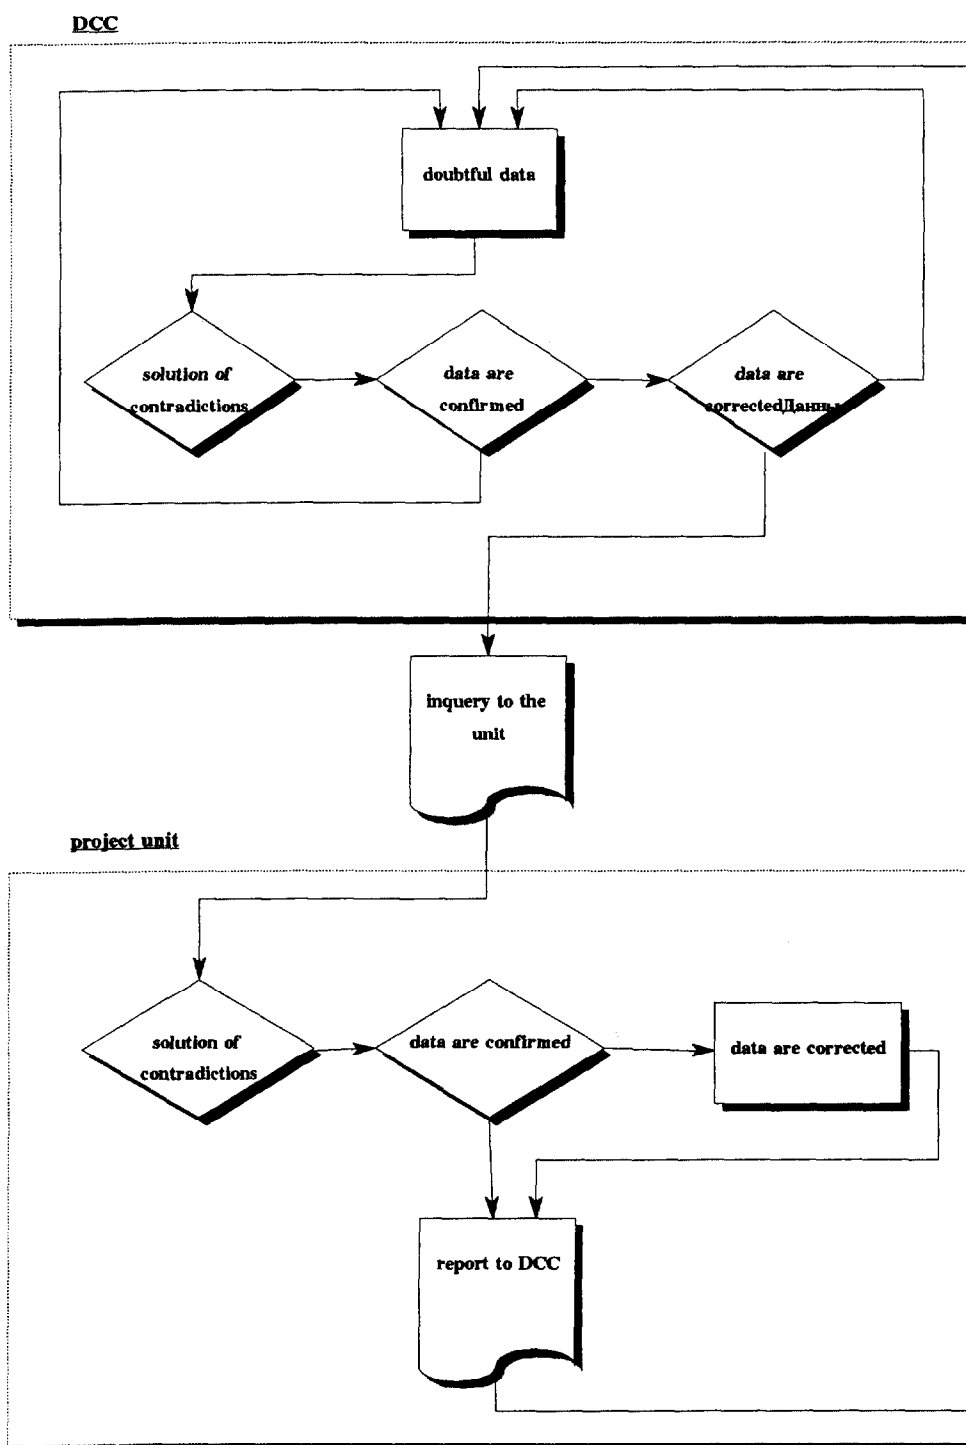 DCC
doubtful data
solution of
contradictions
data are
confirmed
data are
correctedДанны
inquery to the
unit
project unit
solution of
contradictions
data are confirmed
data are corrected
report to DCC